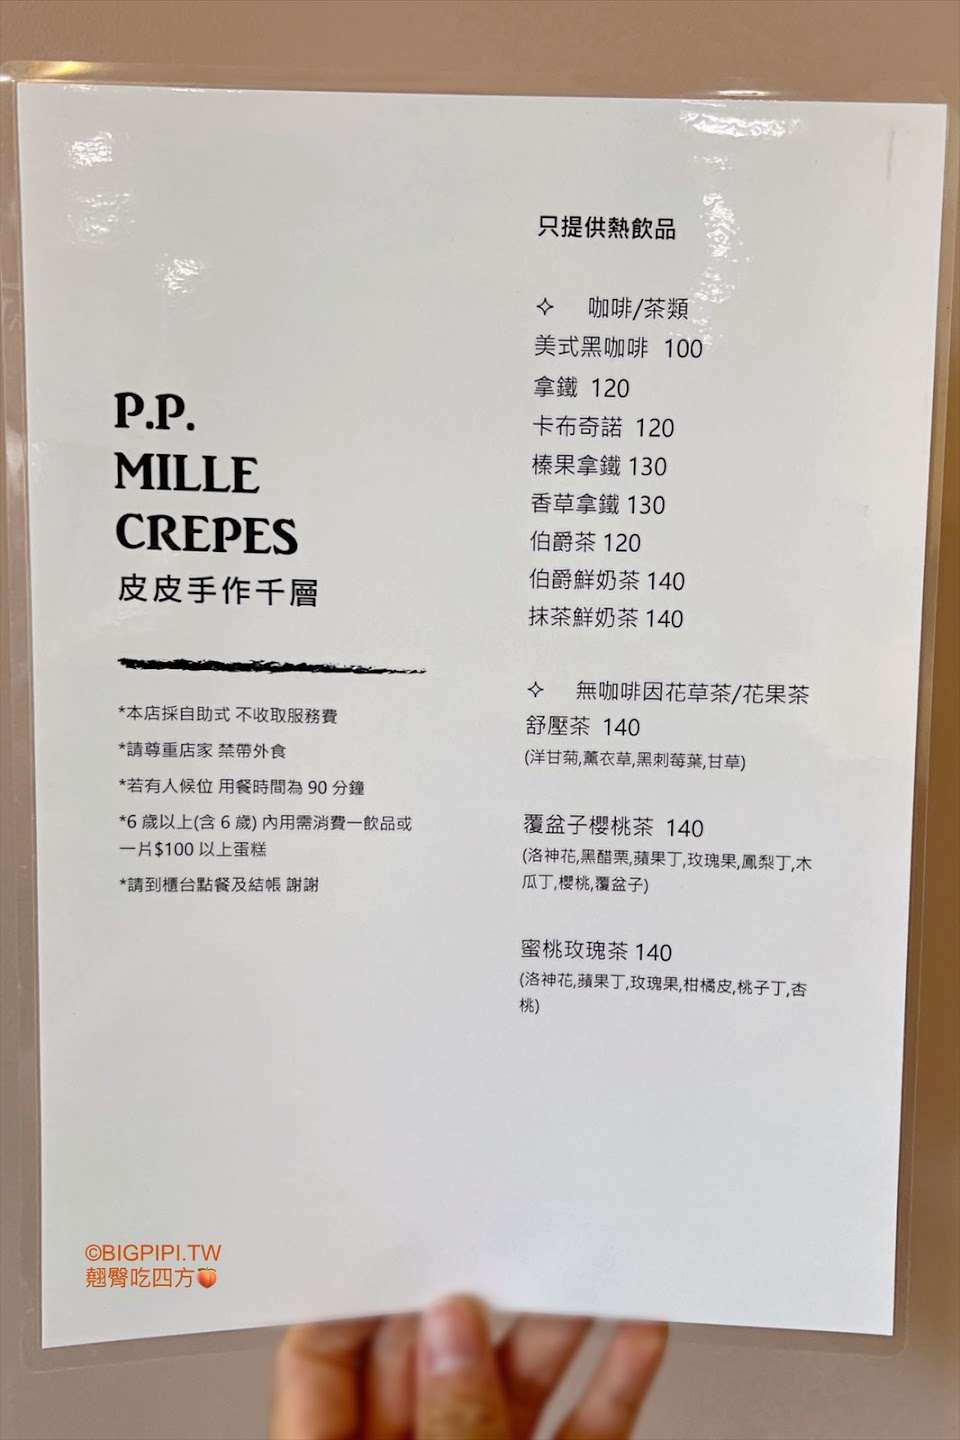 P.P.
MILLE
CREPES
皮皮手作千層
*本店採自助式 不收取服務費
*請尊重店家 禁帶外食
*若有人候位 用餐時間為 90 分鐘
*6 歲以上(含 6 歲) 內用需消費一飲品或
一片$100 以上蛋糕
*請到櫃台點餐及結帳 謝謝
只提供熱飲品
✧ 咖啡/茶類
美式黑咖啡 100
拿鐵 120
卡布奇諾 120
榛果拿鐵 130
香草拿鐵 130
伯爵茶 120
伯爵鮮奶茶 140
抹茶鮮奶茶 140
✧ 無咖啡因花草茶/花果茶
舒壓茶 140
(洋甘菊,薰衣草,黑刺莓葉,甘草)
覆盆子櫻桃茶 140
(洛神花,黑醋栗,蘋果丁,玫瑰果,鳳梨丁,木
瓜丁,櫻桃,覆盆子)
蜜桃玫瑰茶 140
(洛神花,蘋果丁,玫瑰果,柑橘皮,桃子丁,杏
桃)
©BIGPIPI.TW
翹臀吃四方🍑